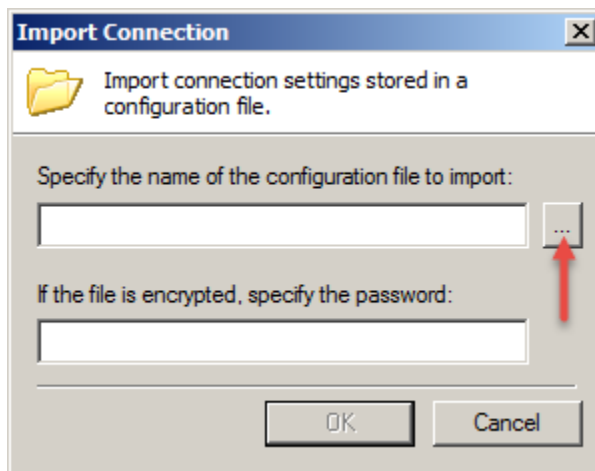 Import Connection
Import connection settings stored in a
configuration file.
Specify the name of the configuration file to import:
...
If the file is encrypted, specify the password:
OK
Cancel